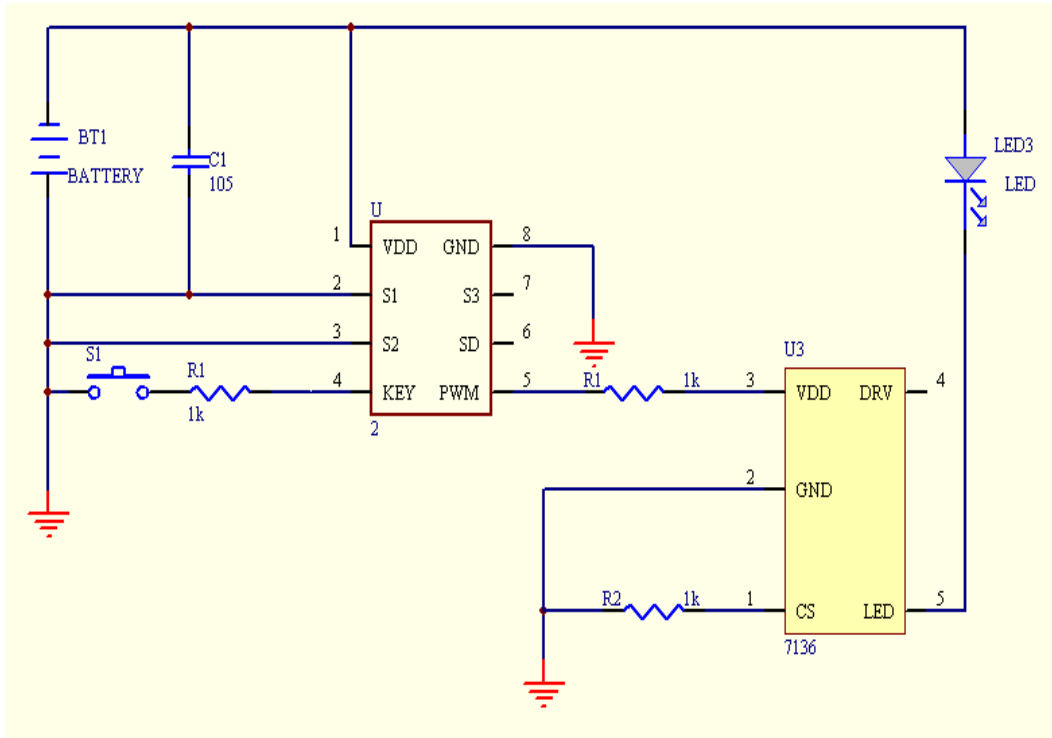 BT1
BATTERY
C1
105
LED3
LED
U
1 VDD GND 8
2 S1 S3 7
3 S2 SD 6
4 KEY PWM 5
2
S1
R1
1k
R1 1k
U3
3 VDD DRV 4
2 GND
R2 1k
1 CS LED 5
7136